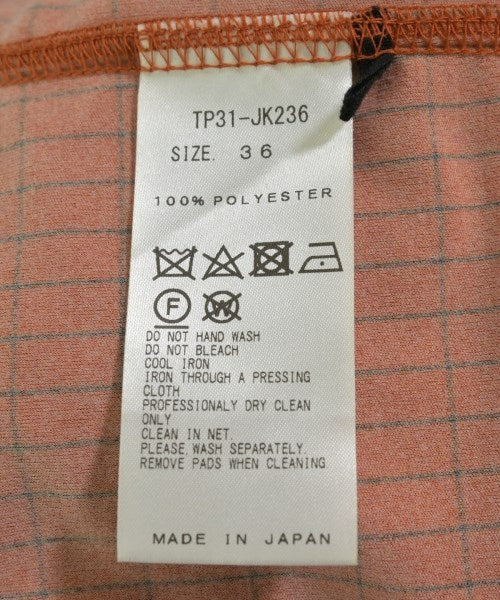 TP31-JK236
SIZE. 36
100% POLYESTER
F W
DO NOT HAND WASH
DO NOT BLEACH
COOL IRON
IRON THROUGH A PRESSING
CLOTH
PROFESSIONALY DRY CLEAN
ONLY
CLEAN IN NET.
PLEASE WASH SEPARATELY.
REMOVE PADS WHEN CLEANING.
MADE IN JAPAN